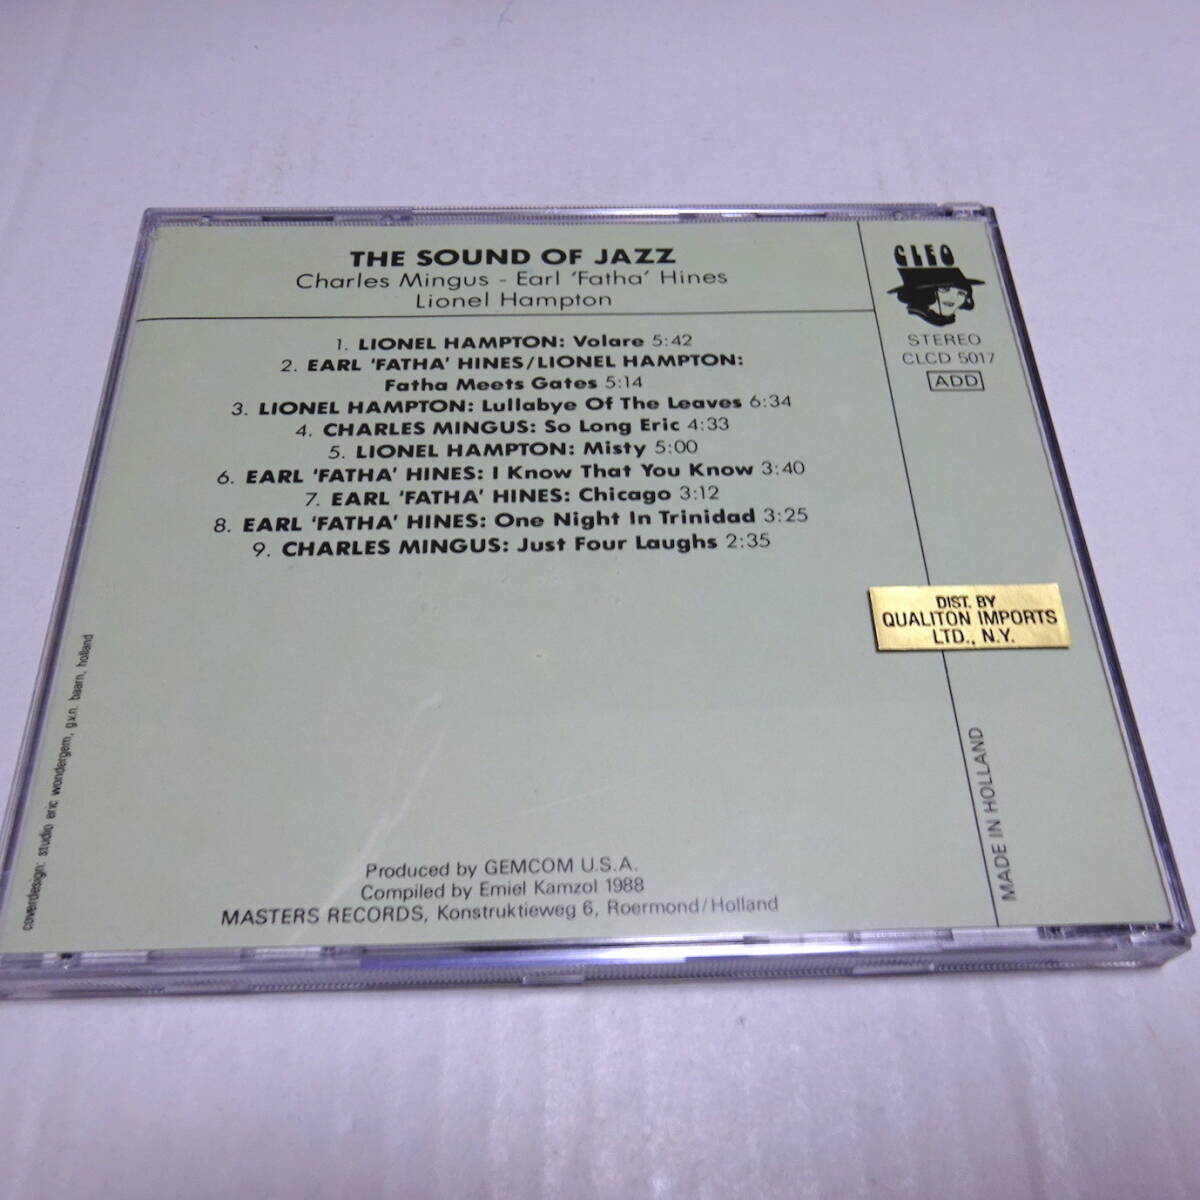 THE SOUND OF JAZZ
Charles Mingus - Earl 'Fatha' Hines
Lionel Hampton
1. LIONEL HAMPTON: Volare 5:42
2. EARL 'FATHA' HINES/LIONEL HAMPTON:
Fatha Meets Gates 5:14
3. LIONEL HAMPTON: Lullabye Of The Leaves 6:34
4. CHARLES MINGUS: So Long Eric 4:33
5. LIONEL HAMPTON: Misty 5:00
6. EARL 'FATHA' HINES: I Know That You Know 3:40
7. EARL 'FATHA' HINES: Chicago 3:12
8. EARL 'FATHA' HINES: One Night In Trinidad 3:25
9. CHARLES MINGUS: Just Four Laughs 2:35
CLEO
STEREO
CLCD 5017
ADD
DIST. BY
QUALITON IMPORTS
LTD., N.Y.
MADE IN HOLLAND
coverdesign: studio eric wondergem, g.v.n. baarn, holland
Produced by GEMCOM U.S.A.
Compiled by Emiel Kamzol 1988
MASTERS RECORDS, Konstruktieweg 6, Roermond/Holland